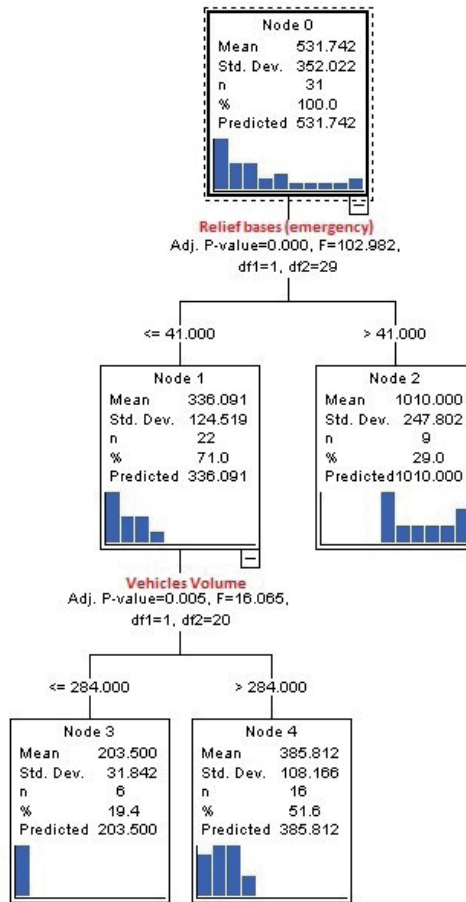 Node 0
Mean 531.742
Std. Dev. 352.022
n 31
% 100.0
Predicted 531.742
Relief bases (emergency)
Adj. P-value=0.000, F=102.982,
df1=1, df2=29
<= 41.000
> 41.000
Node 1
Mean 336.091
Std. Dev. 124.519
n 22
% 71.0
Predicted 336.091
Node 2
Mean 1010.000
Std. Dev. 247.802
n 9
% 29.0
Predicted1010.000
Vehicles Volume
Adj. P-value=0.005, F=16.065,
df1=1, df2=20
<= 284.000
> 284.000
Node 3
Mean 203.500
Std. Dev. 31.842
n 6
% 19.4
Predicted 203.500
Node 4
Mean 385.812
Std. Dev. 108.166
n 16
% 51.6
Predicted 385.812